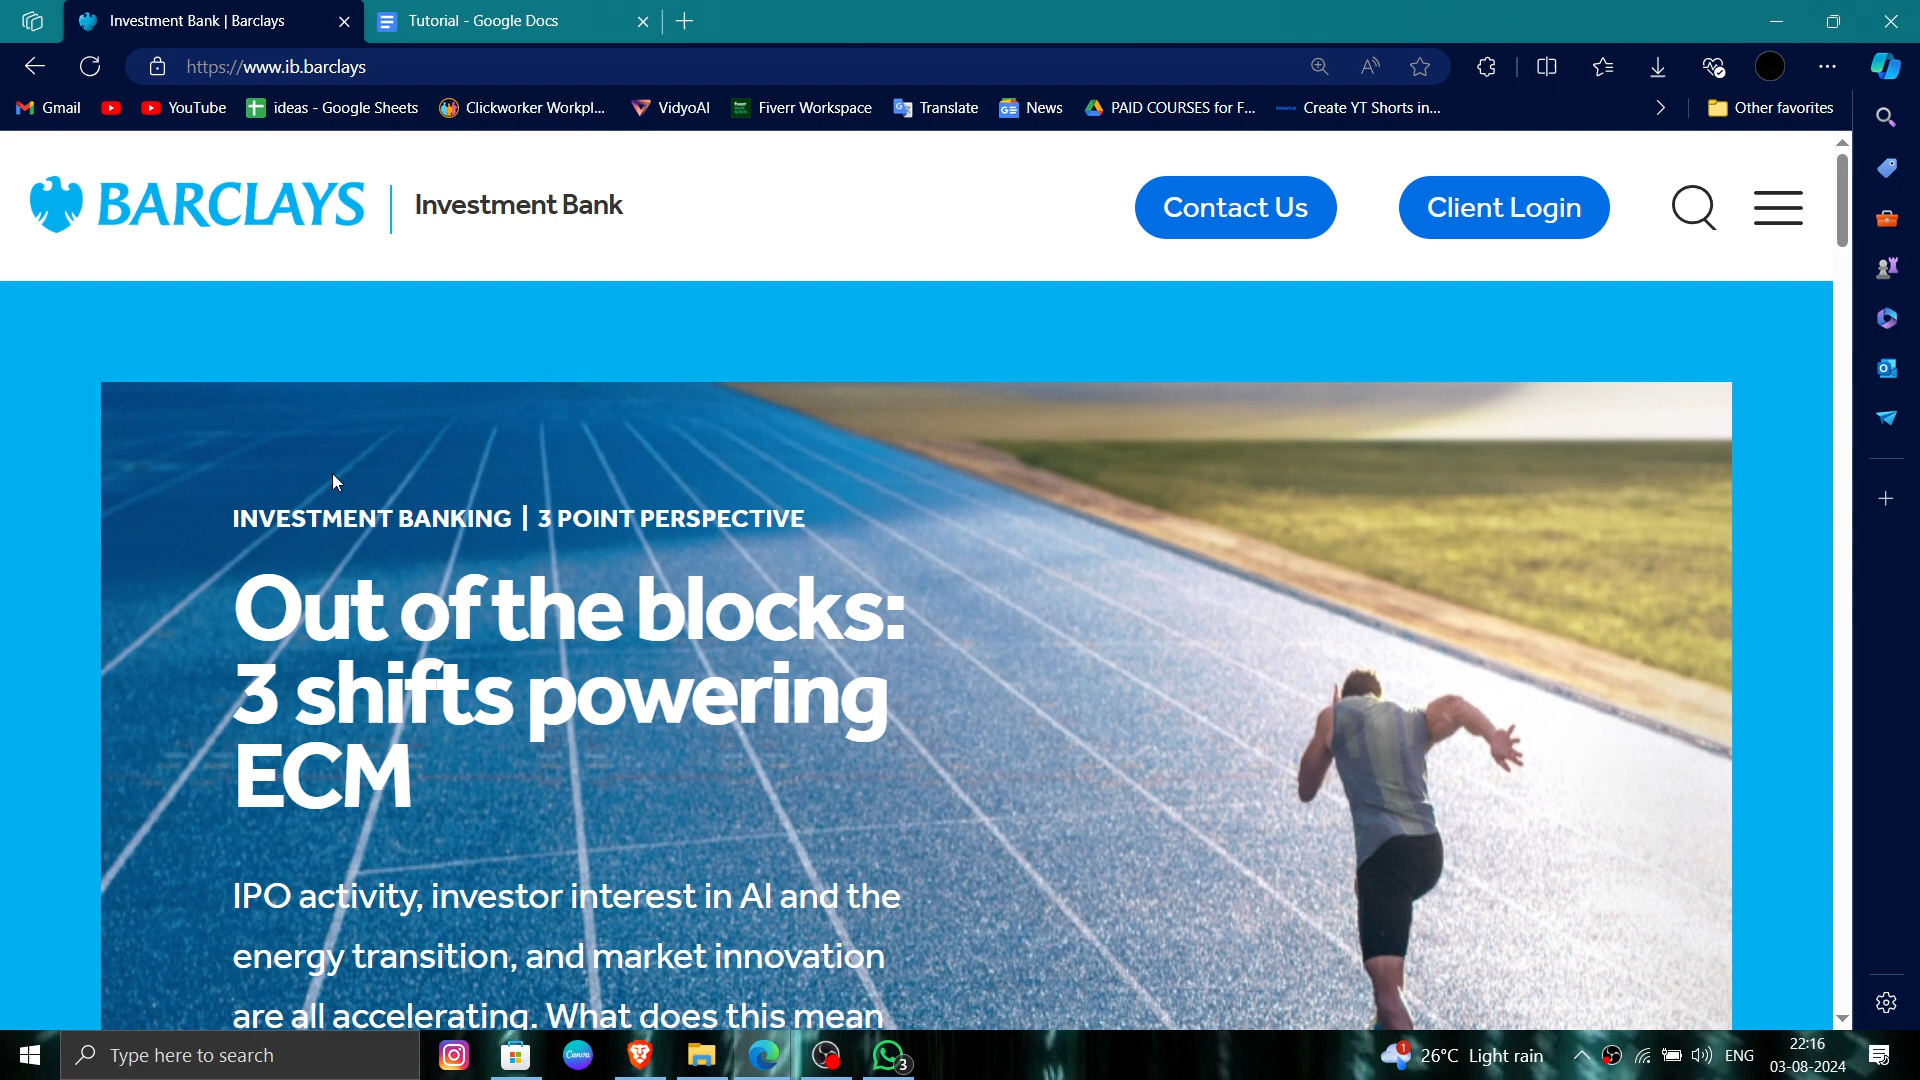 Investment Bank | Barclays
Tutorial - Google Docs
https://www.ib.barclays
Gmail
YouTube
ideas - Google Sheets
Clickworker Workpl...
VidyoAI
Fiverr Workspace
Translate
News
PAID COURSES for F...
Create YT Shorts in...
Other favorites
BARCLAYS
Investment Bank
Contact Us
Client Login
INVESTMENT BANKING | 3 POINT PERSPECTIVE
Out of the blocks:
3 shifts powering
ECM
IPO activity, investor interest in AI and the
energy transition, and market innovation
are all accelerating. What does this mean
Type here to search
Canva
3
1
26°C Light rain
ENG
22:16
03-08-2024